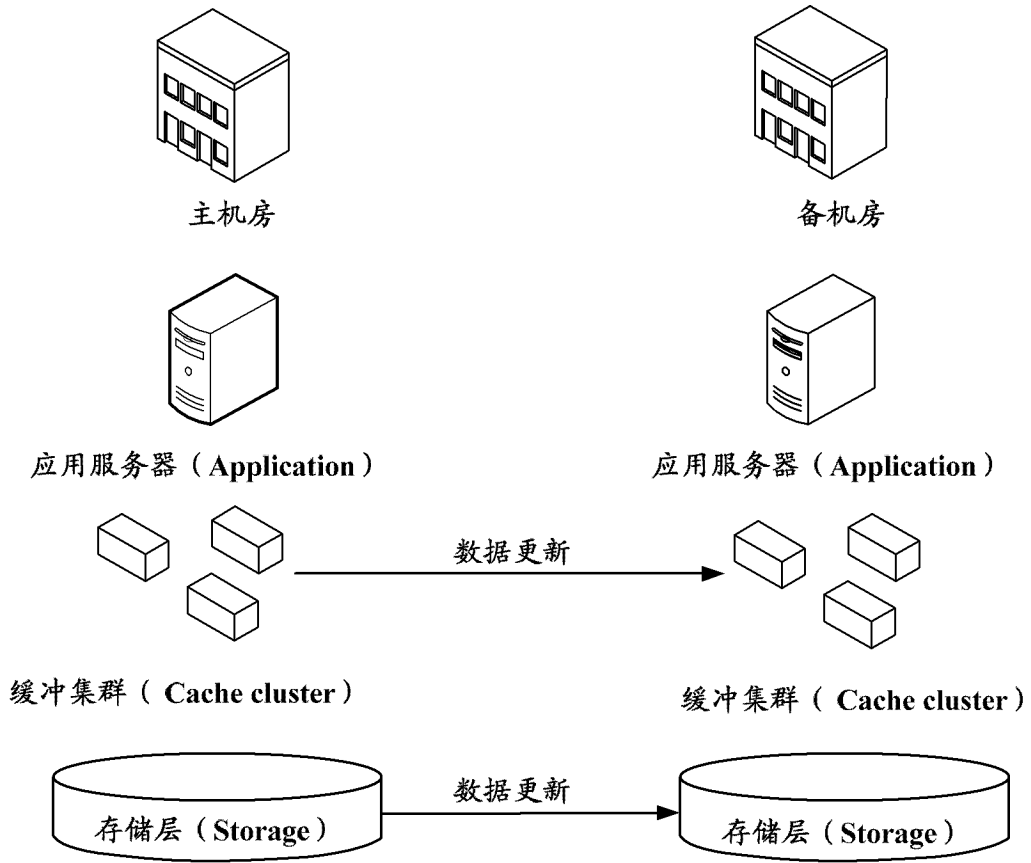 主机房
备机房
应用服务器（Application）
应用服务器（Application）
数据更新
缓冲集群（ Cache cluster）
缓冲集群（ Cache cluster）
数据更新
存储层（Storage）
存储层（Storage）